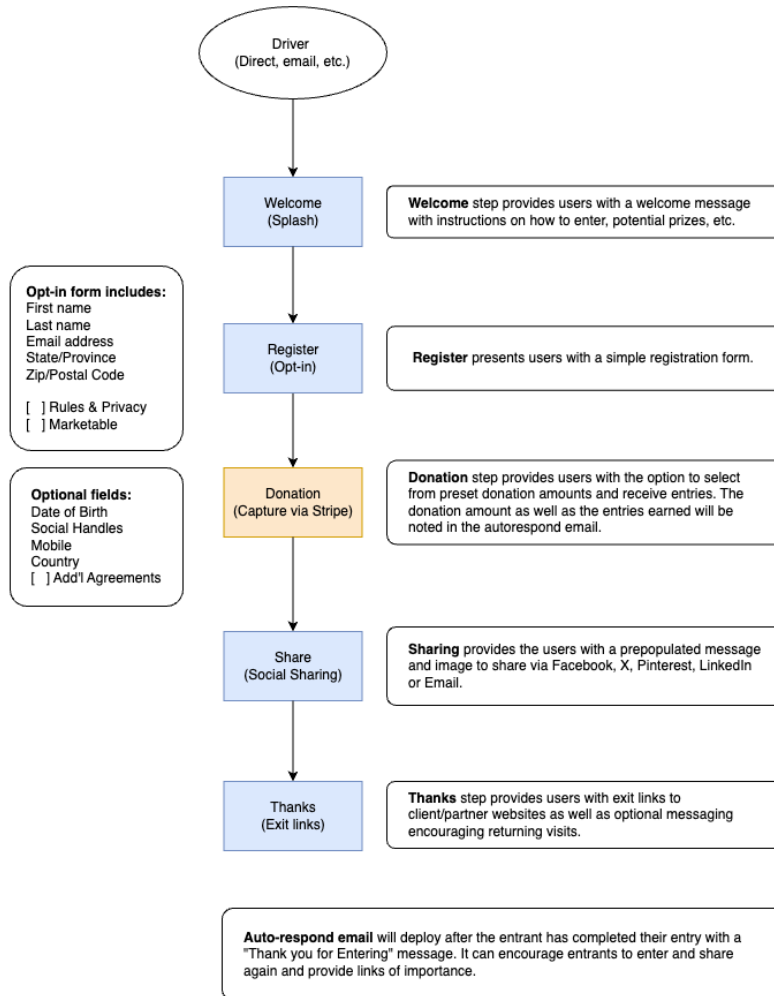 Driver
(Direct, email, etc.)
Welcome
(Splash)
Welcome step provides users with a welcome message
with instructions on how to enter, potential prizes, etc.
Opt-in form includes:
First name
Last name
Email address
State/Province
Zip/Postal Code
[ ] Rules & Privacy
[ ] Marketable
Register
(Opt-in)
Register presents users with a simple registration form.
Optional fields:
Date of Birth
Social Handles
Mobile
Country
[ ] Add'l Agreements
Donation
(Capture via Stripe)
Donation step provides users with the option to select
from preset donation amounts and receive entries. The
donation amount as well as the entries earned will be
noted in the autorespond email.
Share
(Social Sharing)
Sharing provides the users with a prepopulated message
and image to share via Facebook, X, Pinterest, LinkedIn
or Email.
Thanks
(Exit links)
Thanks step provides users with exit links to
client/partner websites as well as optional messaging
encouraging returning visits.
Auto-respond email will deploy after the entrant has completed their entry with a
"Thank you for Entering" message. It can encourage entrants to enter and share
again and provide links of importance.